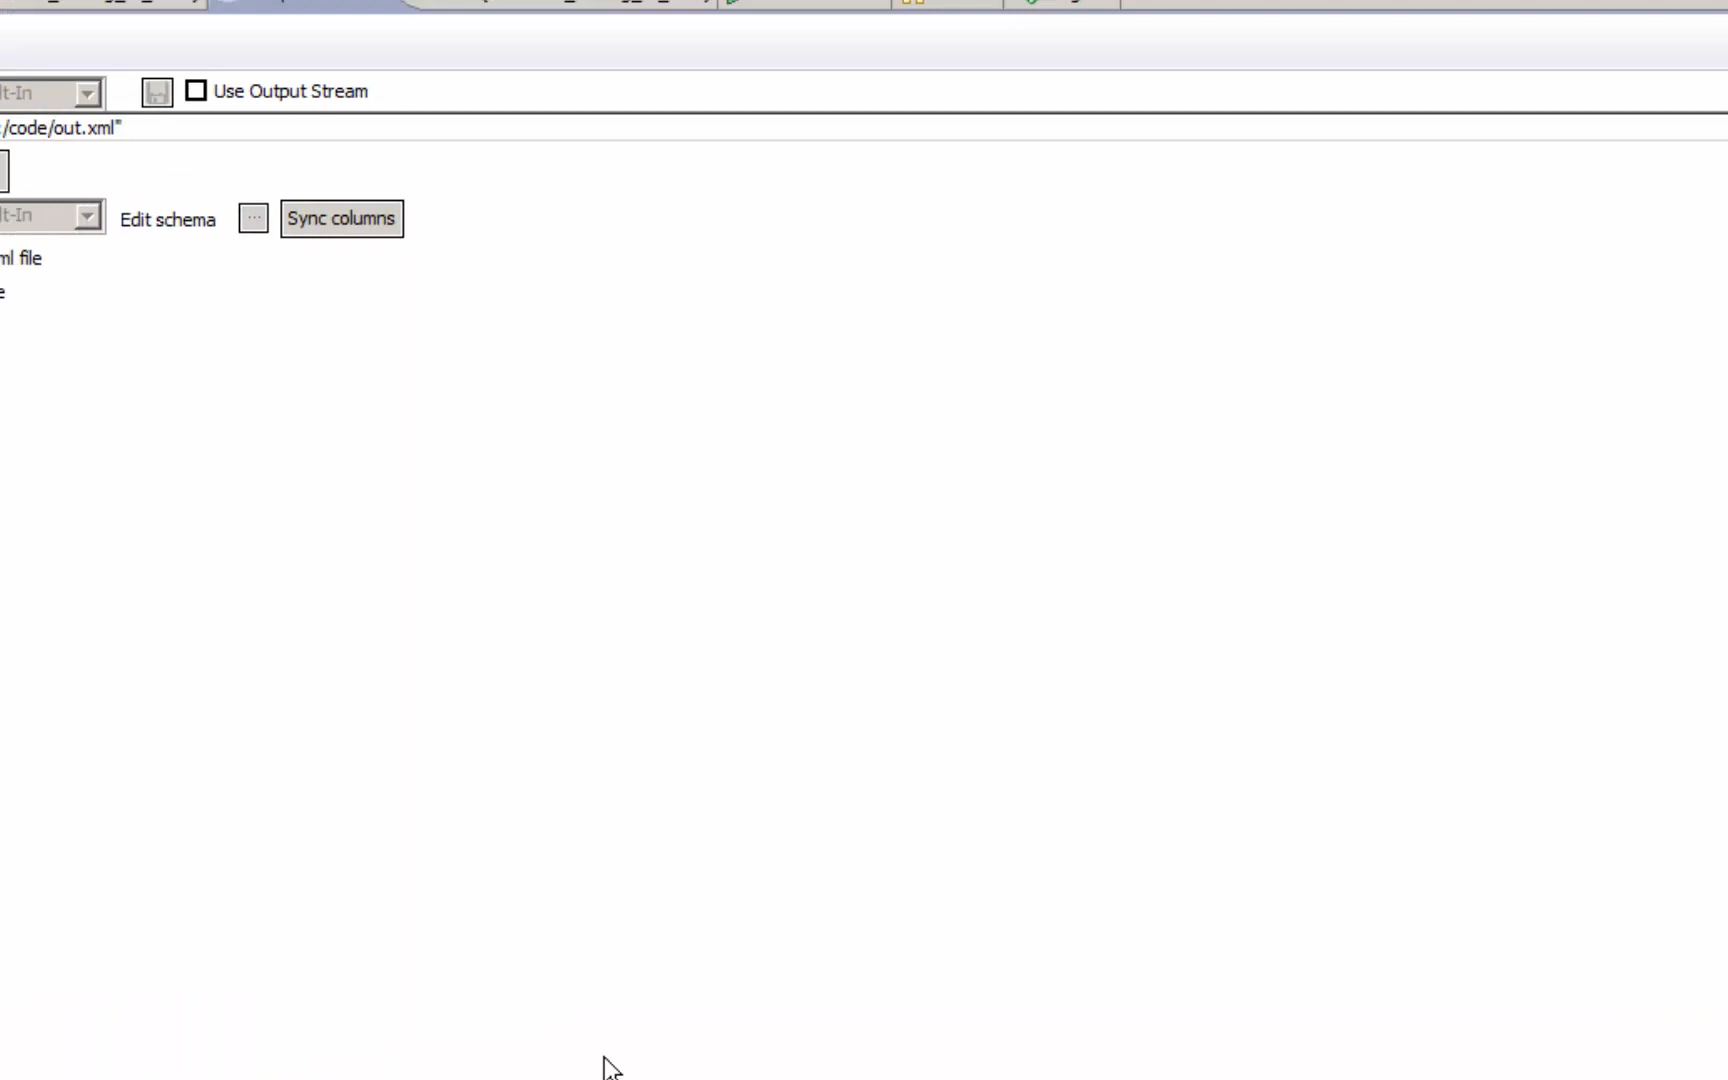 lt-In Use Output Stream
:/code/out.xml"
lt-In Edit schema ... Sync columns
ml file
e